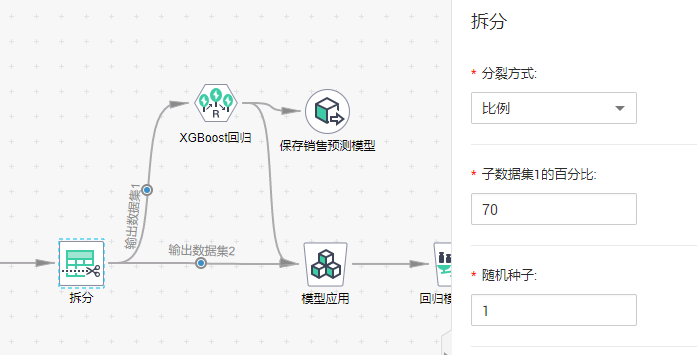 拆分
* 分裂方式:
比例
* 子数据集1的百分比:
70
* 随机种子:
1
XGBoost回归
R
保存销售预测模型
输出数据集1
输出数据集2
拆分
模型应用
回归模